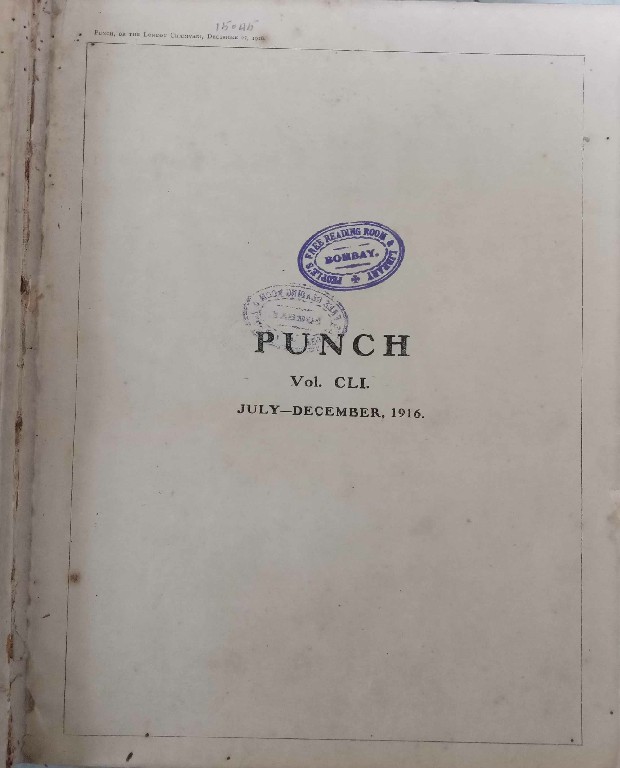 PUNCH, OR THE LONDON CHARIVARI, DECEMBER 27, 1916.
PEOPLE'S FREE READING ROOM & LIBRARY
BOMBAY.
PUNCH
Vol. CLI.
JULY—DECEMBER, 1916.